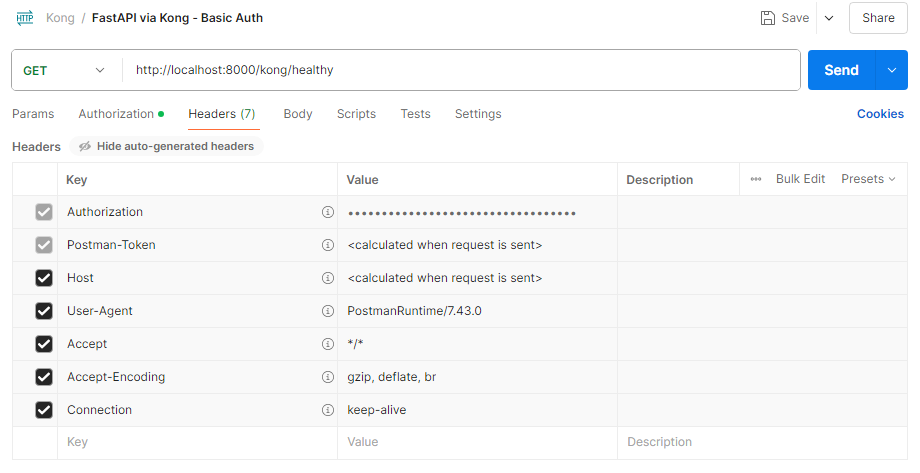 HTTP Kong / FastAPI via Kong - Basic Auth Save Share
GET http://localhost:8000/kong/healthy Send
Params Authorization Headers (7) Body Scripts Tests Settings Cookies
Headers Hide auto-generated headers
Key Value Description ••• Bulk Edit Presets
Authorization ••••••••••••••••••••••••••••••••••
Postman-Token <calculated when request is sent>
Host <calculated when request is sent>
User-Agent PostmanRuntime/7.43.0
Accept */*
Accept-Encoding gzip, deflate, br
Connection keep-alive
Key Value Description